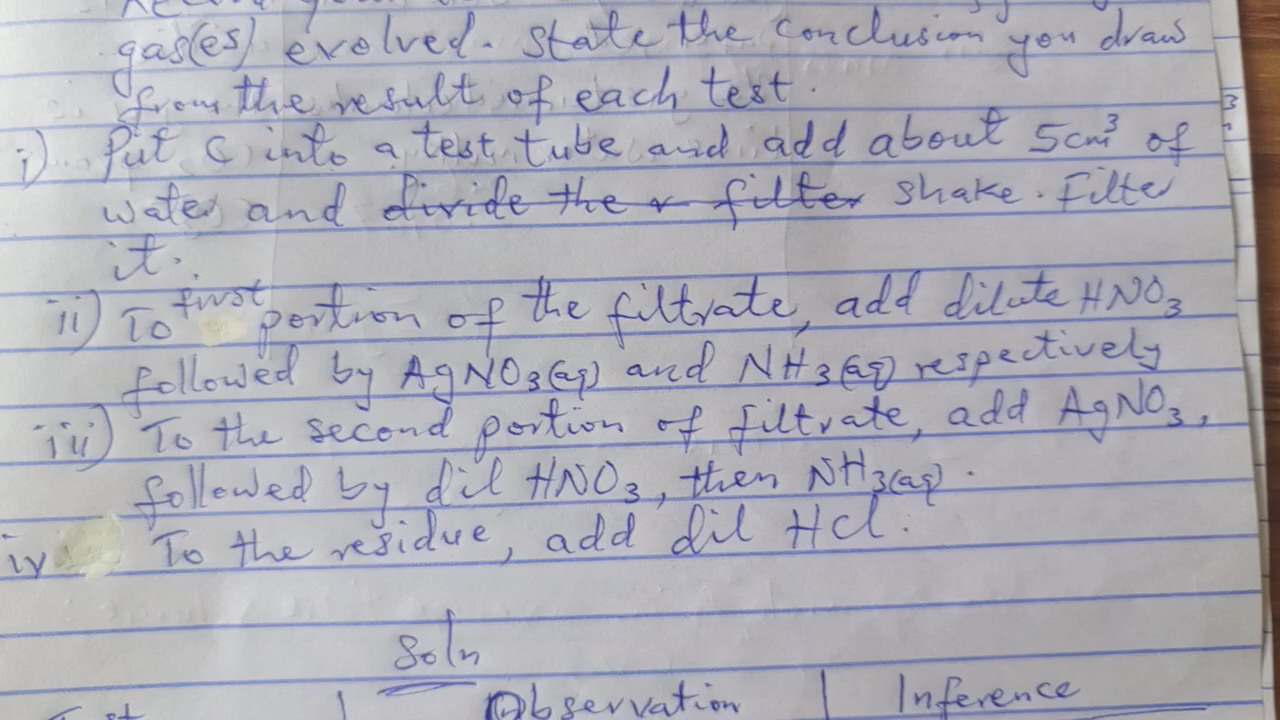 gas(es) evolved. State the conclusion you draw
from the result of each test.
i) Put C into a test tube and add about 5cm³ of
water and divide the r filter shake. Filter
it.
ii) To first portion of the filtrate, add dilute HNO₃
followed by AgNO₃(aq) and NH₃(aq) respectively
iii) To the second portion of filtrate, add AgNO₃,
followed by dil HNO₃, then NH₃(aq).
iv To the residue, add dil HCl.
Soln
Test | Observation | Inference